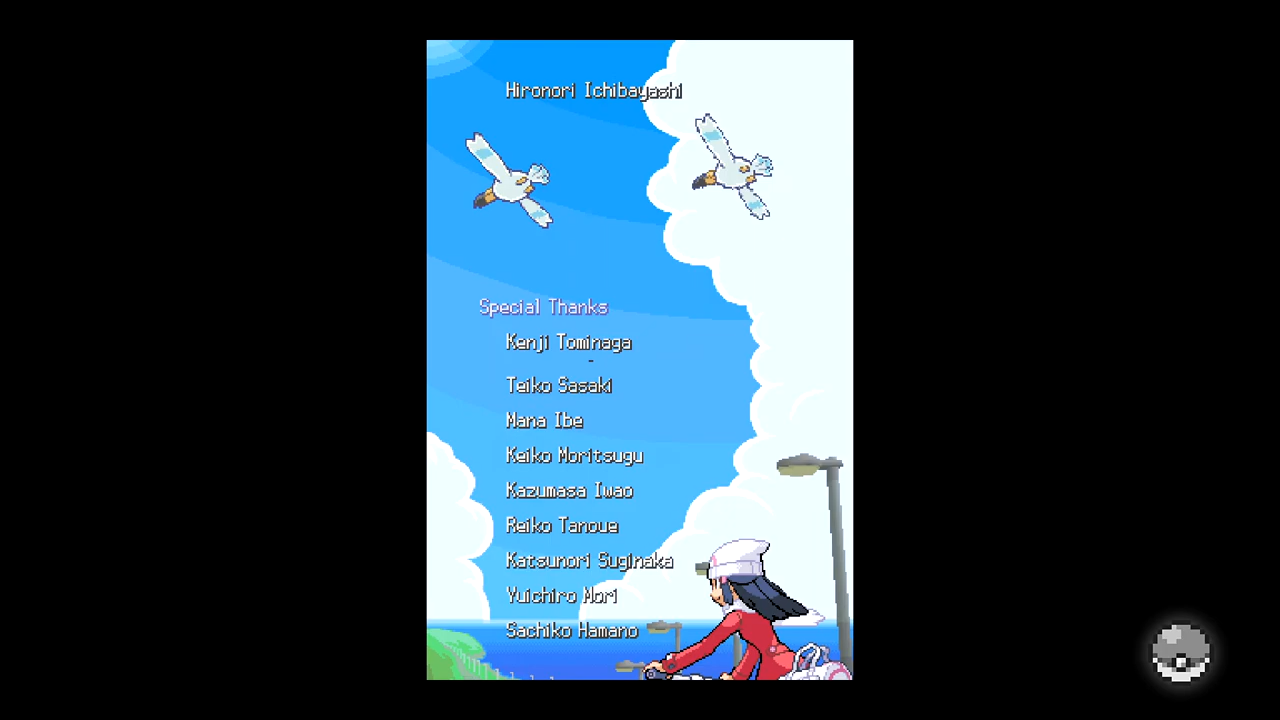 Hironori Ichibayashi
Special Thanks
Kenji Tominaga
Teiko Sasaki
Mana Ibe
Keiko Moritsugu
Kazumasa Iwao
Reiko Tanoue
Katsunori Suginaka
Yuichiro Mori
Sachiko Hamano